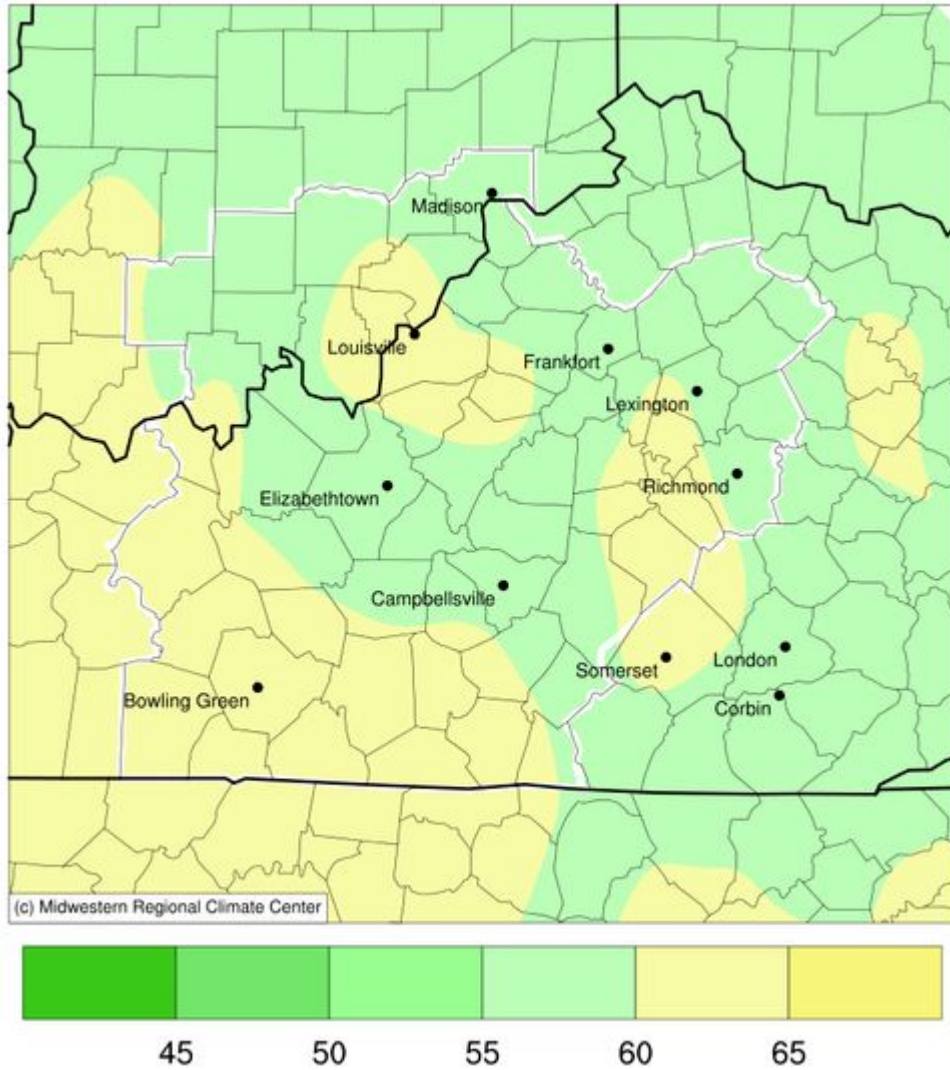 Madison
Louisville
Frankfort
Lexington
Richmond
Elizabethtown
Campbellsville
Somerset
London
Bowling Green
Corbin
(c) Midwestern Regional Climate Center
45 50 55 60 65